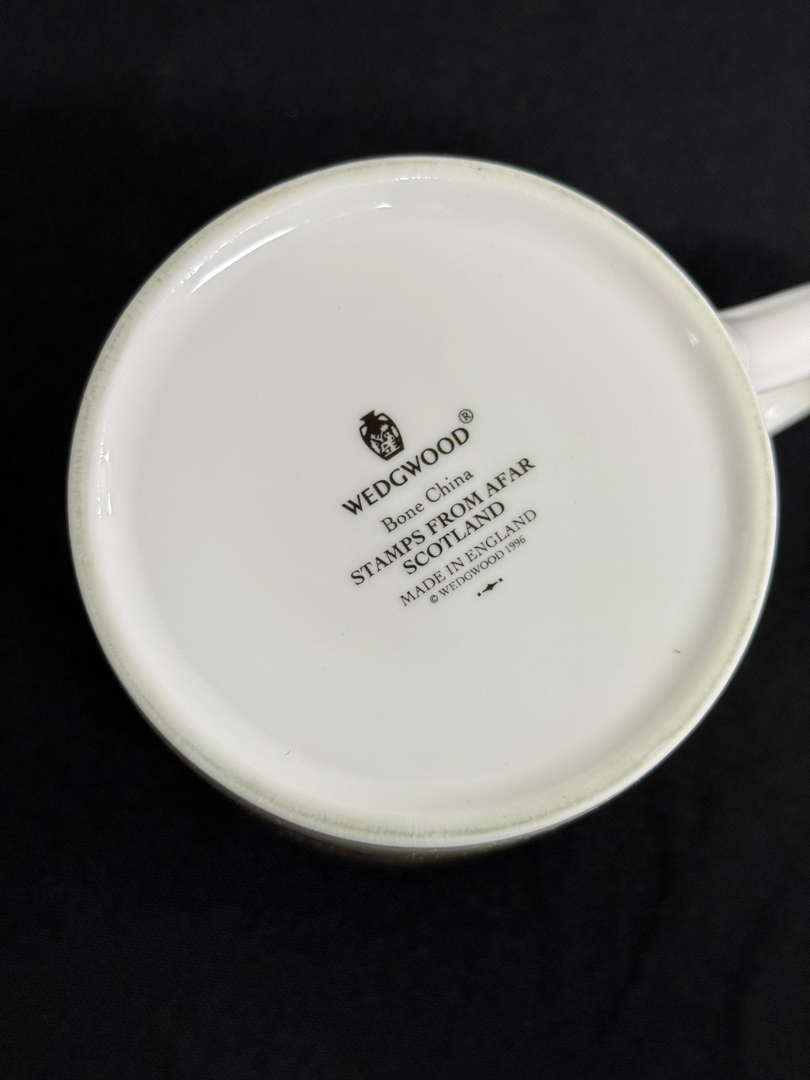 WEDGWOOD®
Bone China
STAMPS FROM AFAR
SCOTLAND
MADE IN ENGLAND
© WEDGWOOD 1996